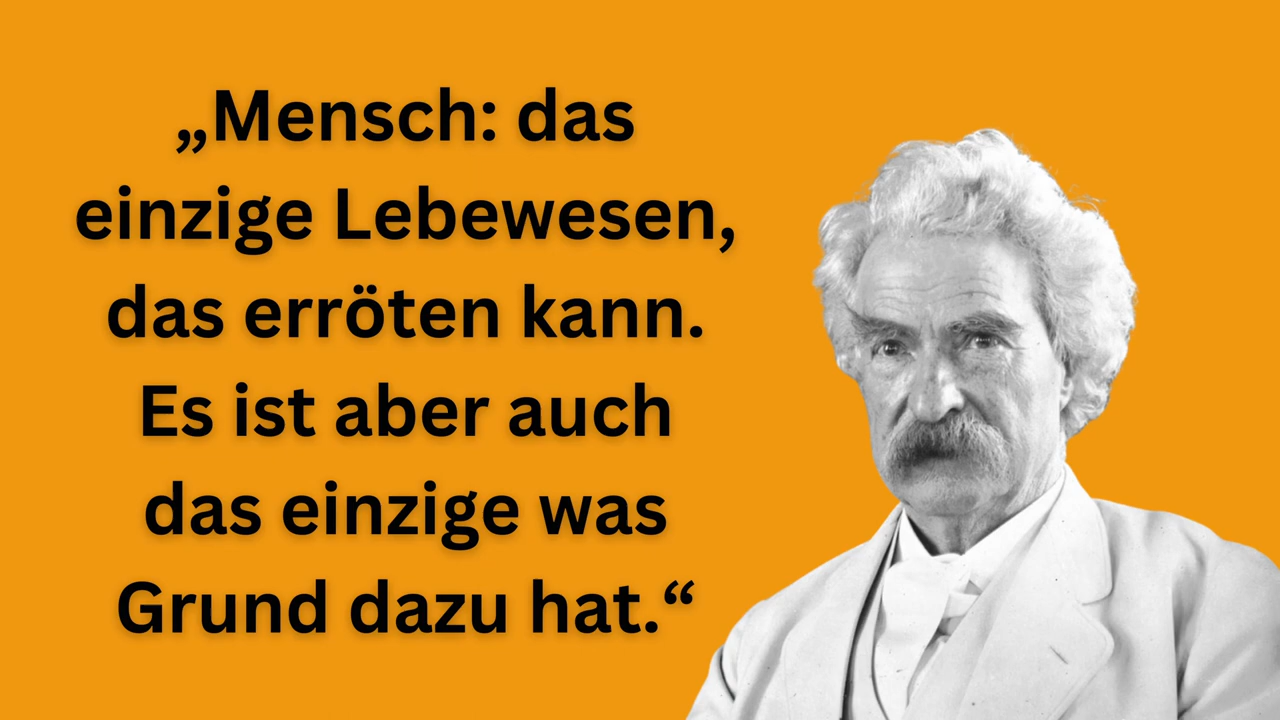 „Mensch: das
einzige Lebewesen,
das erröten kann.
Es ist aber auch
das einzige was
Grund dazu hat.“